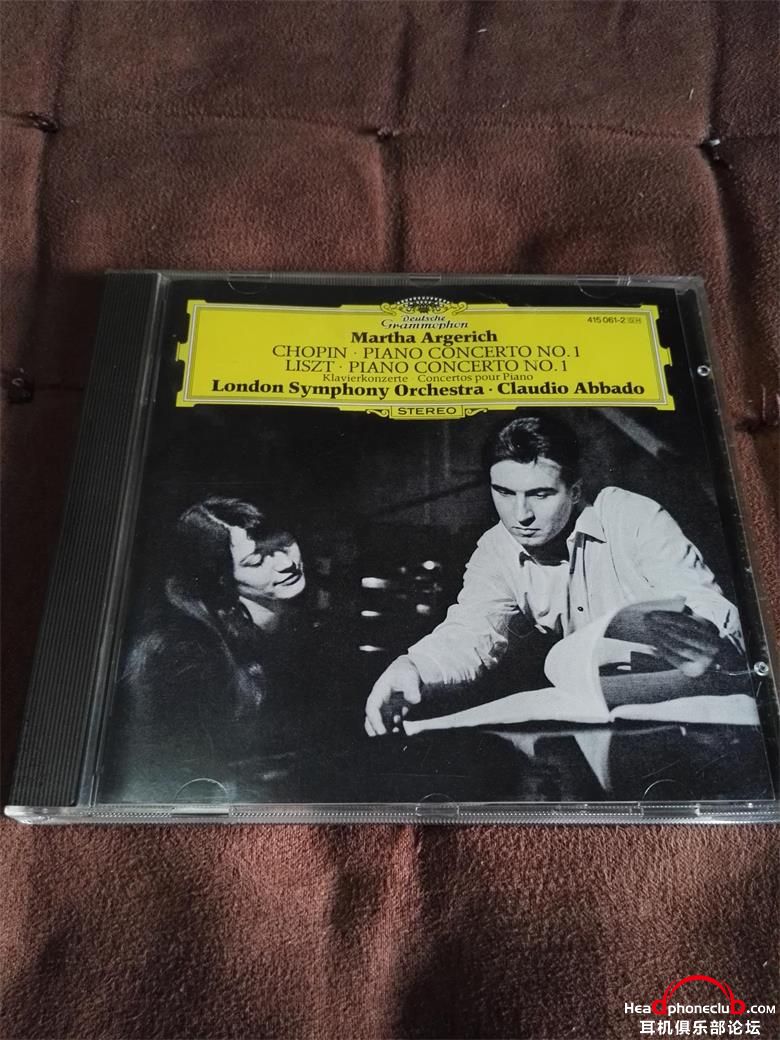 Deutsche
Grammophon
415 061-2
Martha Argerich
CHOPIN · PIANO CONCERTO NO. 1
LISZT · PIANO CONCERTO NO. 1
Klavierkonzerte · Concertos pour Piano
London Symphony Orchestra · Claudio Abbado
STEREO
Headphoneclub.COM
耳机俱乐部论坛